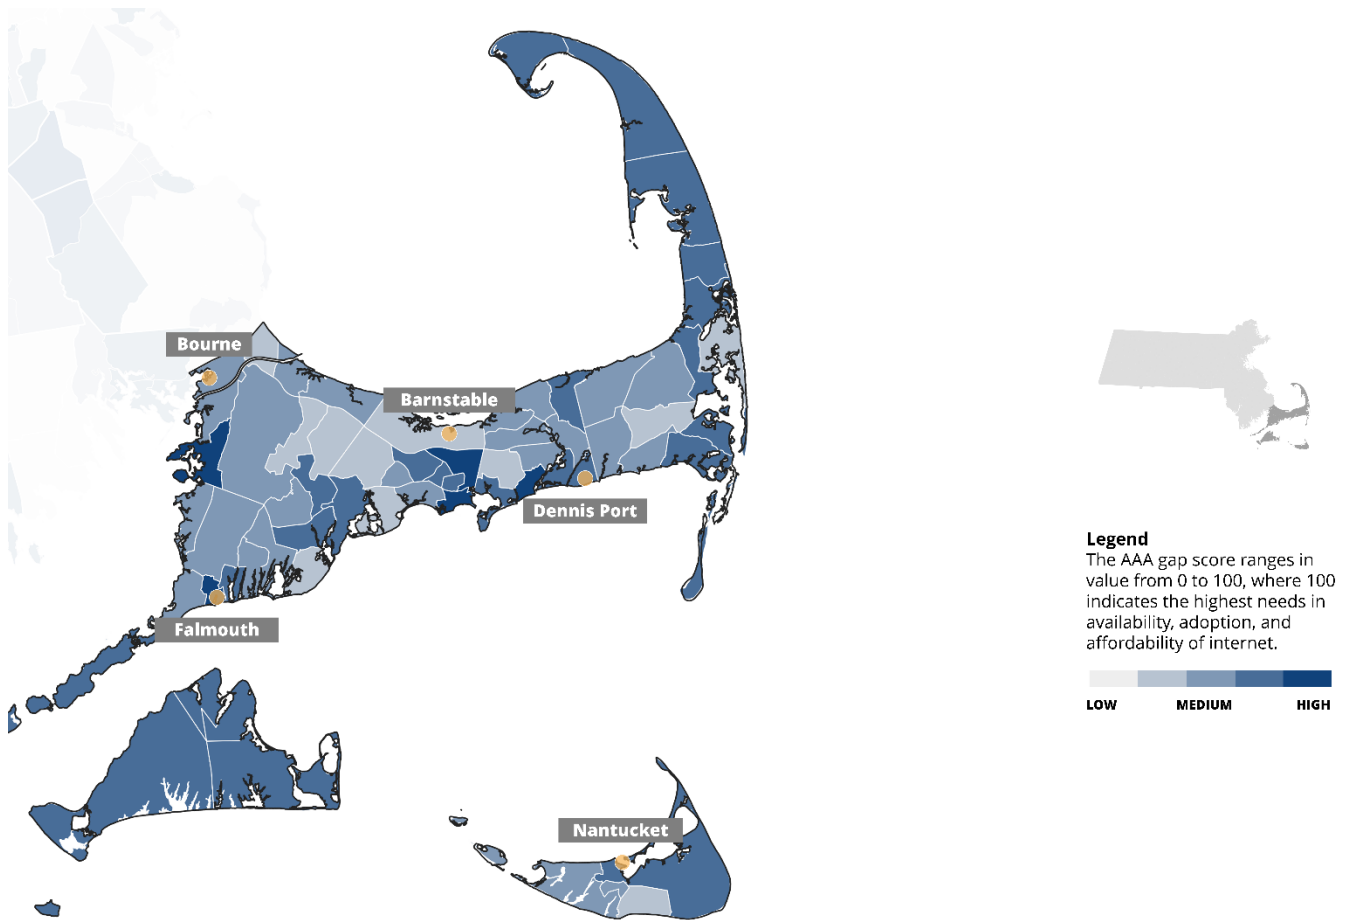 Bourne
Barnstable
Dennis Port
Falmouth
Nantucket
Legend
The AAA gap score ranges in
value from 0 to 100, where 100
indicates the highest needs in
availability, adoption, and
affordability of internet.
LOW MEDIUM HIGH